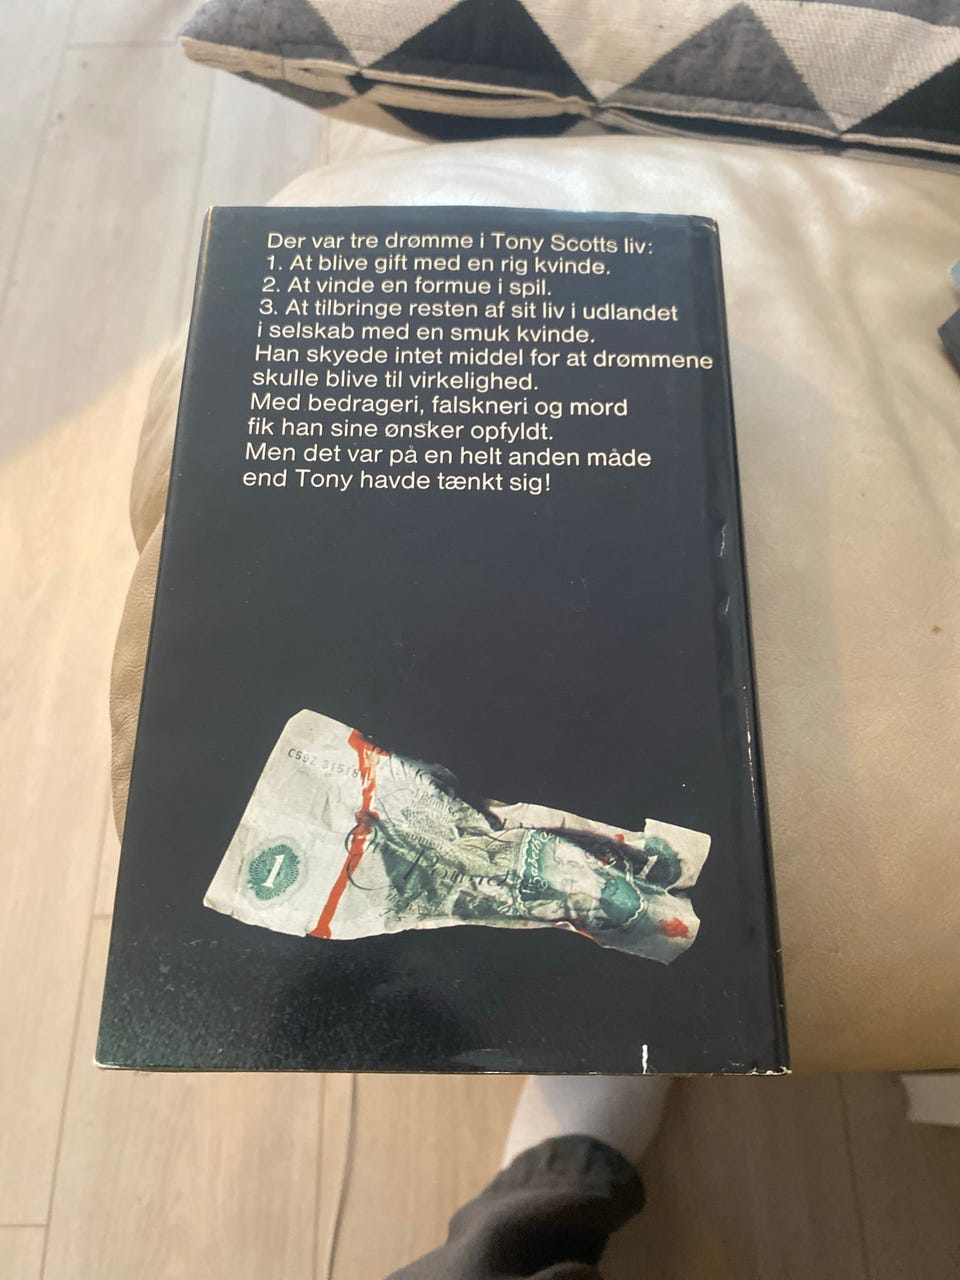 Der var tre drømme i Tony Scotts liv:
1. At blive gift med en rig kvinde.
2. At vinde en formue i spil.
3. At tilbringe resten af sit liv i udlandet
i selskab med en smuk kvinde.
Han skyede intet middel for at drømmene
skulle blive til virkelighed.
Med bedrageri, falskneri og mord
fik han sine ønsker opfyldt.
Men det var på en helt anden måde
end Tony havde tænkt sig!
1